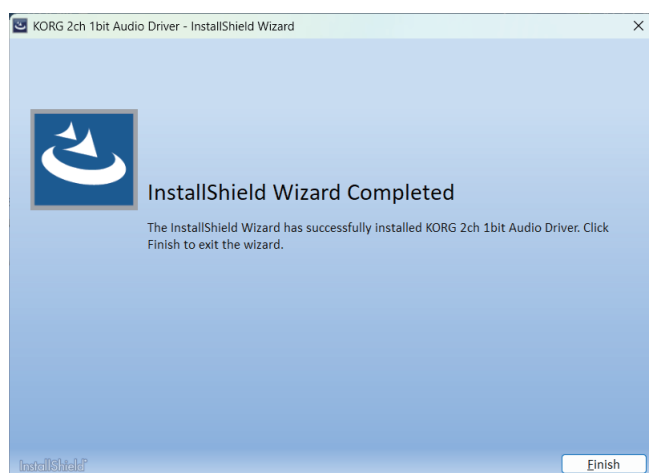 KORG 2ch 1bit Audio Driver - InstallShield Wizard
InstallShield Wizard Completed
The InstallShield Wizard has successfully installed KORG 2ch 1bit Audio Driver. Click
Finish to exit the wizard.
InstallShield
Finish